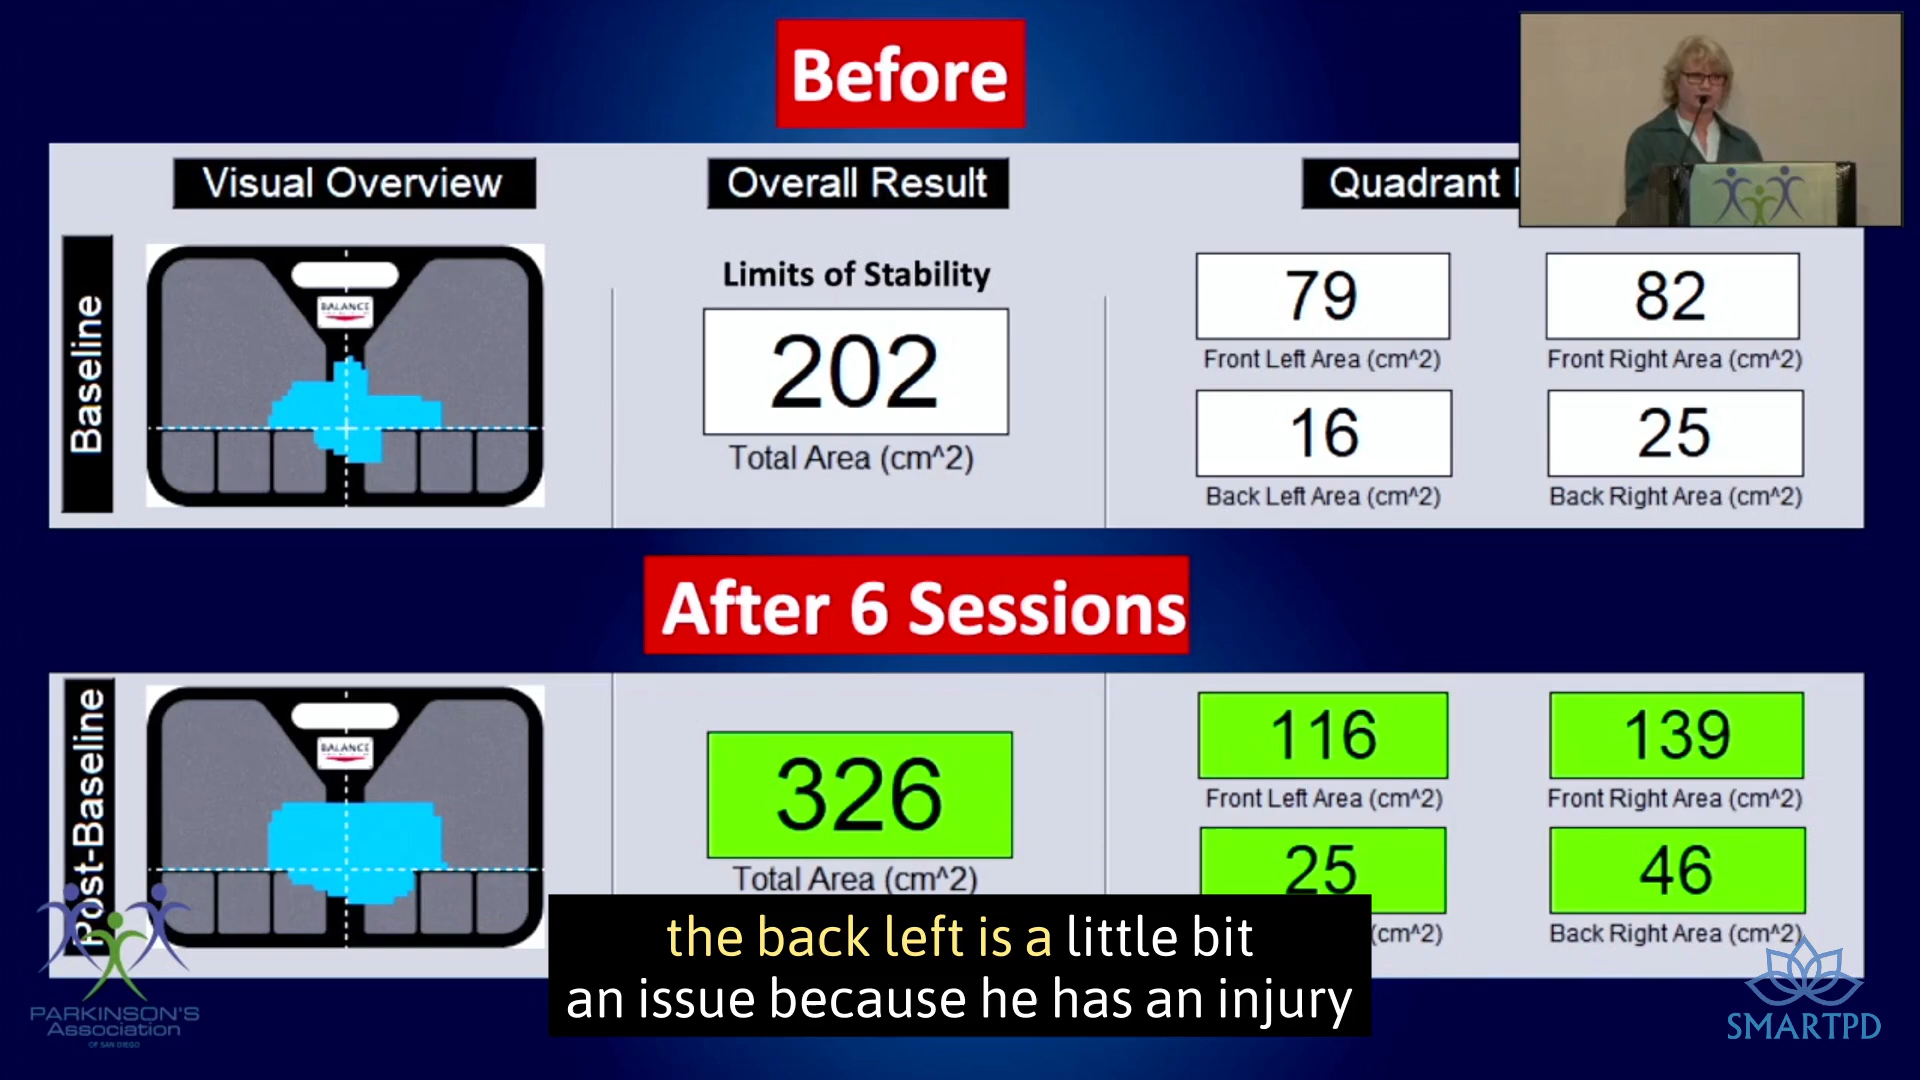 Before
Visual Overview
Overall Result
Quadrant
Baseline
BALANCE
Limits of Stability
202
Total Area (cm^2)
79
Front Left Area (cm^2)
82
Front Right Area (cm^2)
16
Back Left Area (cm^2)
25
Back Right Area (cm^2)
After 6 Sessions
Post-Baseline
BALANCE
326
Total Area (cm^2)
116
Front Left Area (cm^2)
139
Front Right Area (cm^2)
25
(cm^2)
46
Back Right Area (cm^2)
the back left is a little bit
an issue because he has an injury
PARKINSON'S
Association
OF SAN DIEGO
SMARTPD